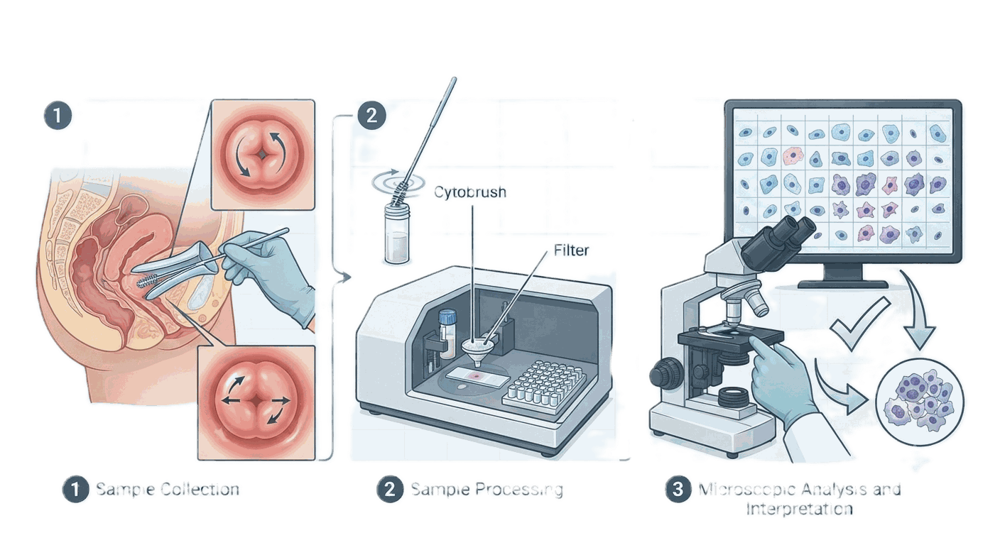 1
2
Cytobrush
Filter
1 Sample Collection
2 Sample Processing
3 Microscopic Analysis and
Interpretation